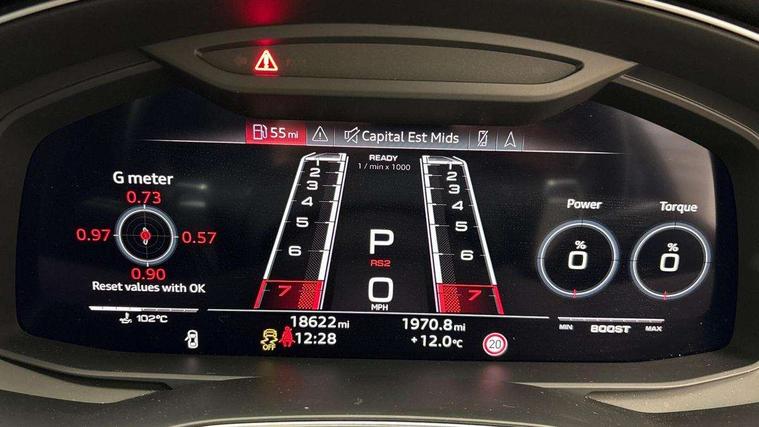 55 mi
Capital Est Mids
READY
1 / min x 1000
G meter
0.73
0.97
0.57
0.90
Reset values with OK
102°C
2 2
3 3
4 4
5 5
6 6
7 7
P
RS2
0
MPH
Power
%
0
Torque
%
0
MIN BOOST MAX
18622 mi
1970.8 mi
12:28
+12.0°C
OFF
20